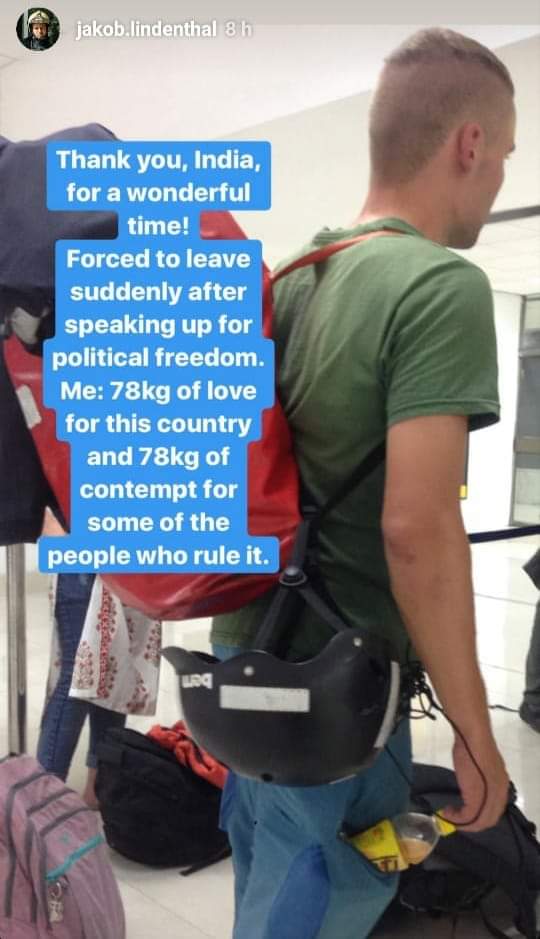 jakob.lindenthal 8 h
Thank you, India,
for a wonderful
time!
Forced to leave
suddenly after
speaking up for
political freedom.
Me: 78kg of love
for this country
and 78kg of
contempt for
some of the
people who rule it.